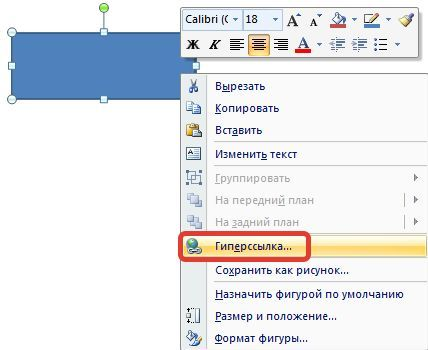 Calibri (С 18 А А
Ж К А
Вырезать
Копировать
Вставить
Изменить текст
Группировать
На передний план
На задний план
Гиперссылка...
Сохранить как рисунок...
Назначить фигурой по умолчанию
Размер и положение...
Формат фигуры...